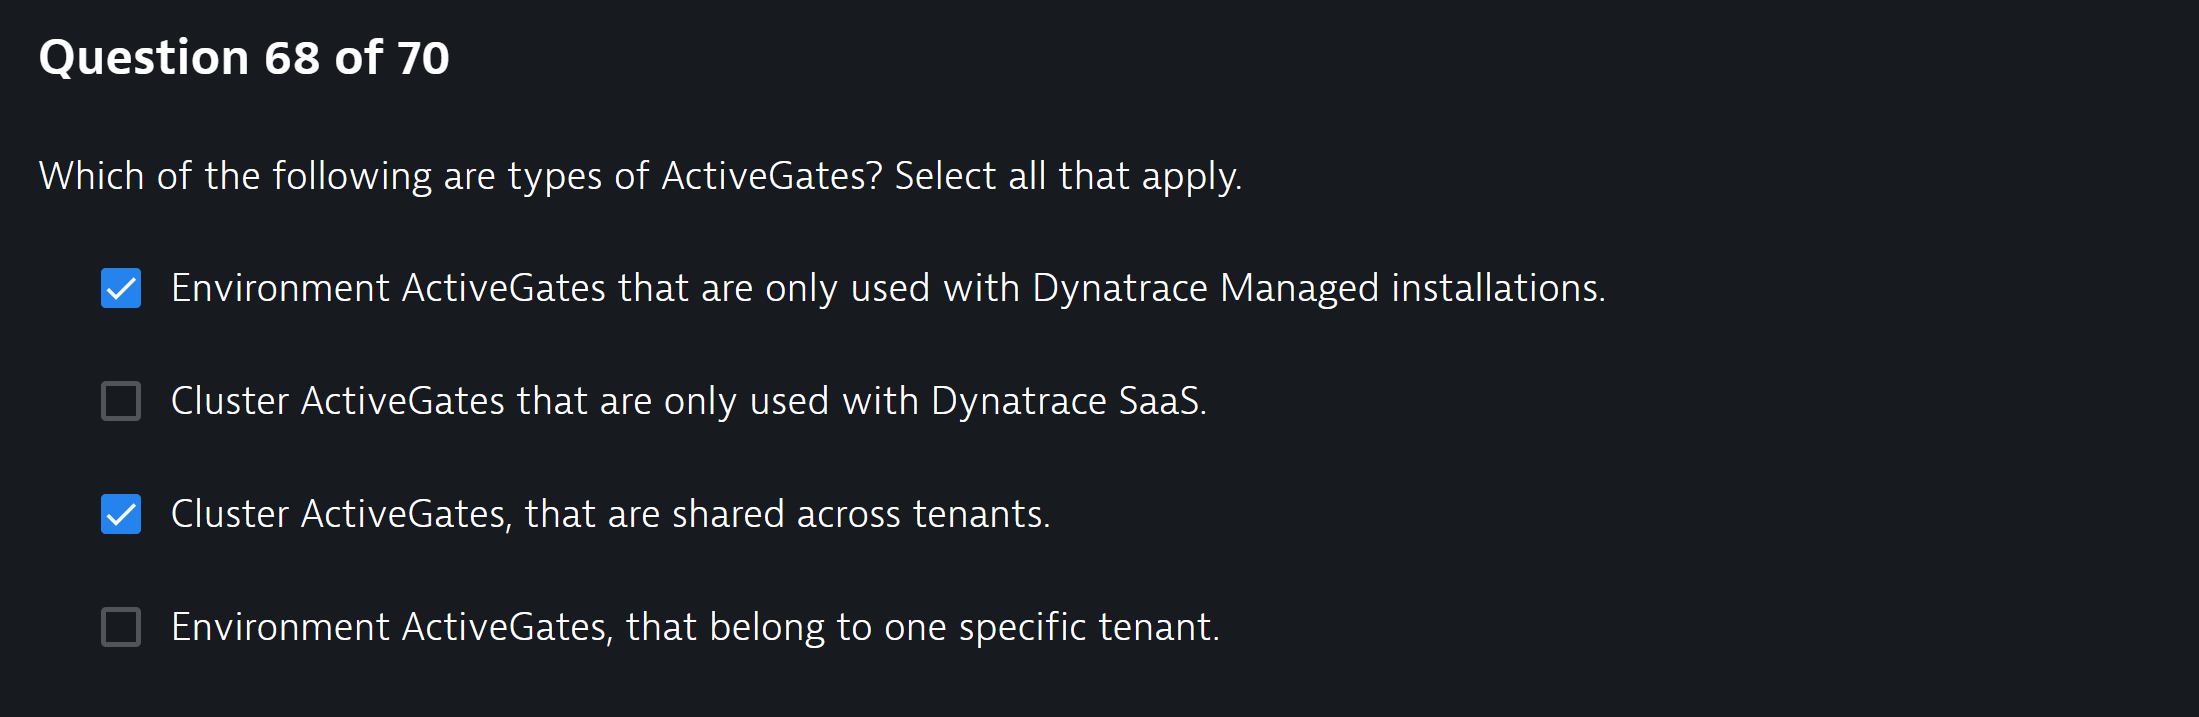 Question 68 of 70
Which of the following are types of ActiveGates? Select all that apply.
Environment ActiveGates that are only used with Dynatrace Managed installations.
Cluster ActiveGates that are only used with Dynatrace SaaS.
Cluster ActiveGates, that are shared across tenants.
Environment ActiveGates, that belong to one specific tenant.